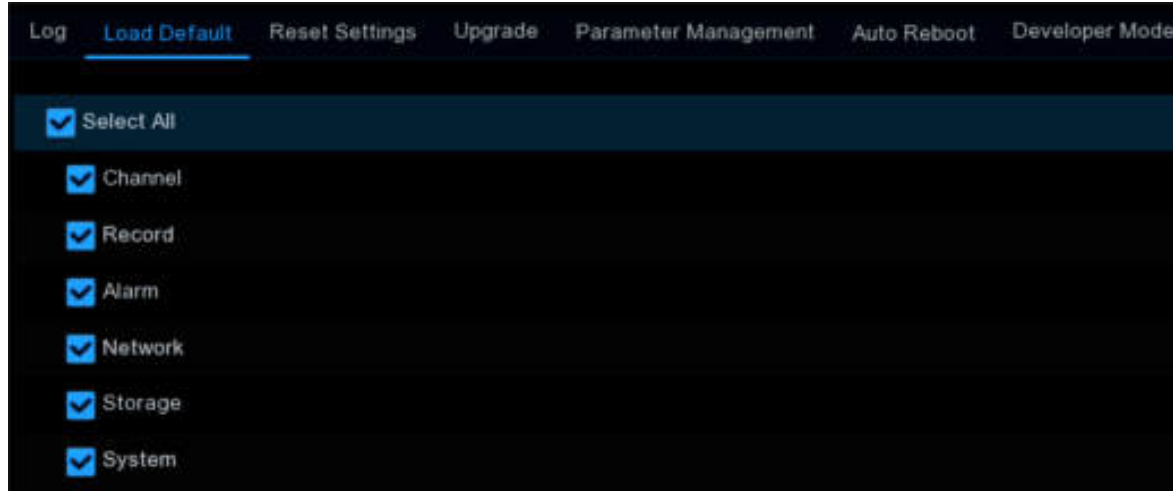 Log Load Default Reset Settings Upgrade Parameter Management Auto Reboot Developer Mode
Select All
Channel
Record
Alarm
Network
Storage
System